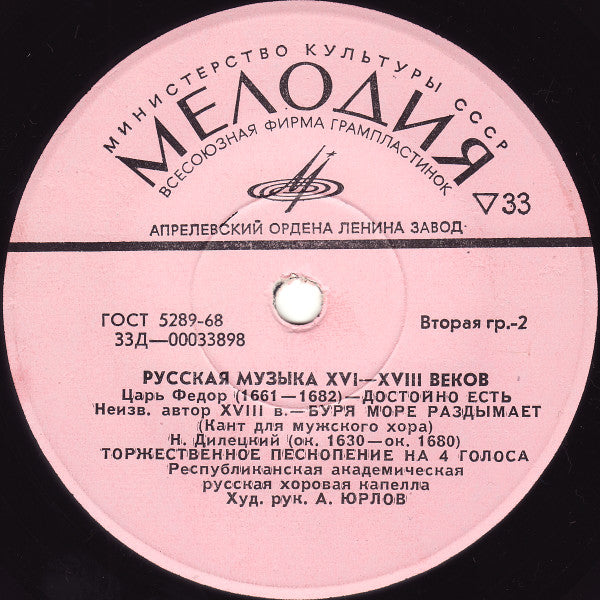 МИНИСТЕРСТВО КУЛЬТУРЫ СССР
МЕЛОДИЯ
ВСЕСОЮЗНАЯ ФИРМА ГРАМПЛАСТИНОК
▽33
АПРЕЛЕВСКИЙ ОРДЕНА ЛЕНИНА ЗАВОД
ГОСТ 5289-68
Вторая гр.-2
33Д—00033898
РУССКАЯ МУЗЫКА XVI—XVIII ВЕКОВ
Царь Федор (1661—1682)—ДОСТОЙНО ЕСТЬ
Неизв. автор XVIII в.—БУРЯ МОРЕ РАЗДЫМАЕТ
(Кант для мужского хора)
Н. Дилецкий (ок. 1630—ок. 1680)
ТОРЖЕСТВЕННОЕ ПЕСНОПЕНИЕ НА 4 ГОЛОСА
Республиканская академическая
русская хоровая капелла
Худ. рук. А. ЮРЛОВ